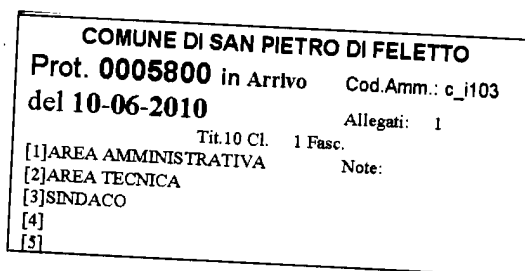 COMUNE DI SAN PIETRO DI FELETTO
Prot. 0005800 in Arrivo Cod.Amm.: c_i103
del 10-06-2010 Allegati: 1
Tit.10 Cl. 1 Fasc.
[1]AREA AMMINISTRATIVA Note:
[2]AREA TECNICA
[3]SINDACO
[4]
[5]